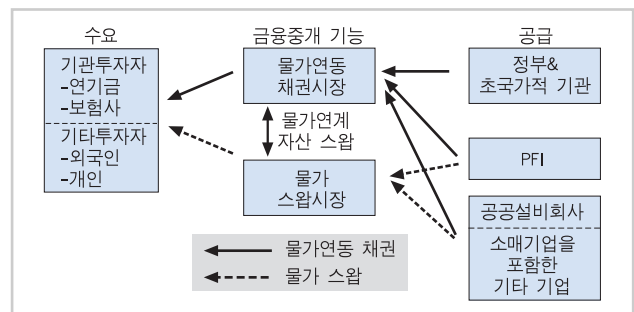 수요
기관투자자
-연기금
-보험사
기타투자자
-외국인
-개인
금융중개 기능
물가연동
채권시장
물가연계
자산 스왑
물가
스왑시장
공급
정부&
초국가적 기관
PFI
공공설비회사
소매기업을
포함한
기타 기업
물가연동 채권
물가 스왑